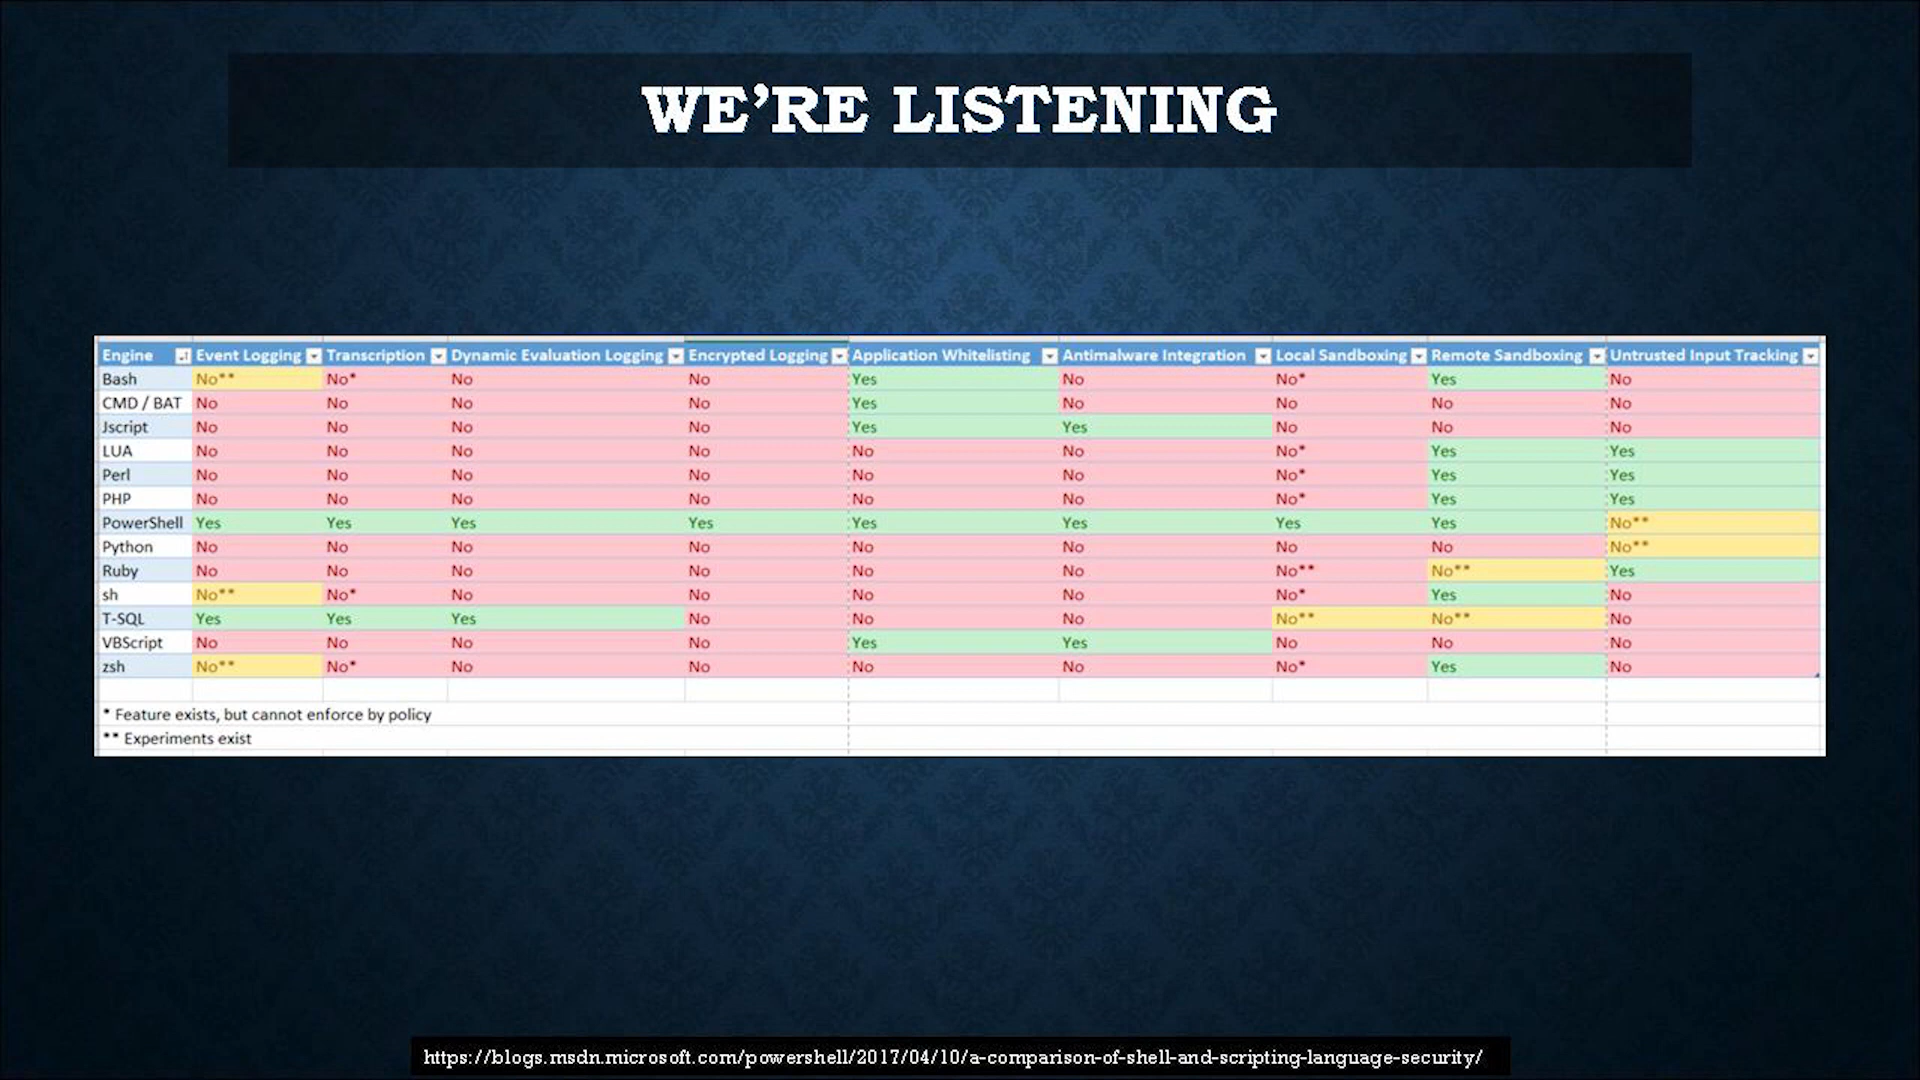 WE'RE LISTENING
Engine Event Logging Transcription Dynamic Evaluation Logging Encrypted Logging Application Whitelisting Antimalware Integration Local Sandboxing Remote Sandboxing Untrusted Input Tracking
Bash No** No* No No Yes No No* Yes No
CMD / BAT No No No No Yes No No No No
Jscript No No No No Yes Yes No No No
LUA No No No No No No No* Yes Yes
Perl No No No No No No No* Yes Yes
PHP No No No No No No No* Yes Yes
PowerShell Yes Yes Yes Yes Yes Yes Yes Yes No**
Python No No No No No No No No No**
Ruby No No No No No No No** No** Yes
sh No** No* No No No No No* Yes No
T-SQL Yes Yes Yes No No No No** No** No
VBScript No No No No Yes Yes No No No
zsh No** No* No No No No No* Yes No
* Feature exists, but cannot enforce by policy
** Experiments exist
https://blogs.msdn.microsoft.com/powershell/2017/04/10/a-comparison-of-shell-and-scripting-language-security/